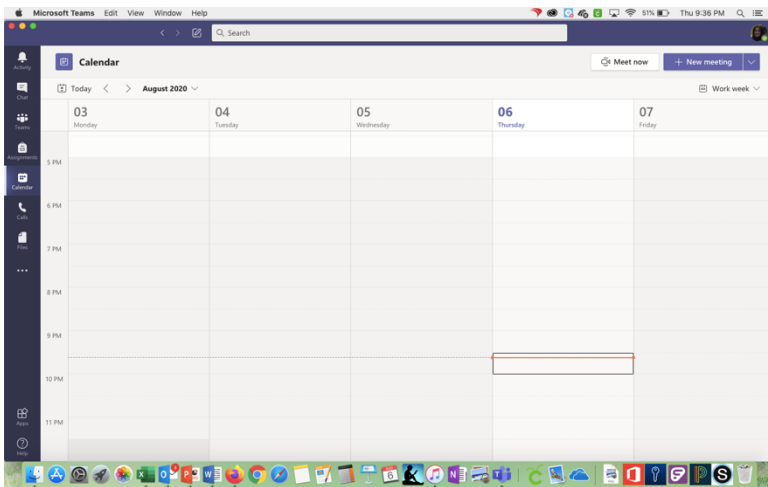 Microsoft Teams Edit View Window Help 51% Thu 9:36 PM
Search
Activity
Calendar
Meet now
+ New meeting
Chat
Today
August 2020
Work week
Teams
03
Monday
04
Tuesday
05
Wednesday
06
Thursday
07
Friday
Assignments
5 PM
Calendar
6 PM
Calls
7 PM
Files
8 PM
9 PM
10 PM
Apps
11 PM
Help